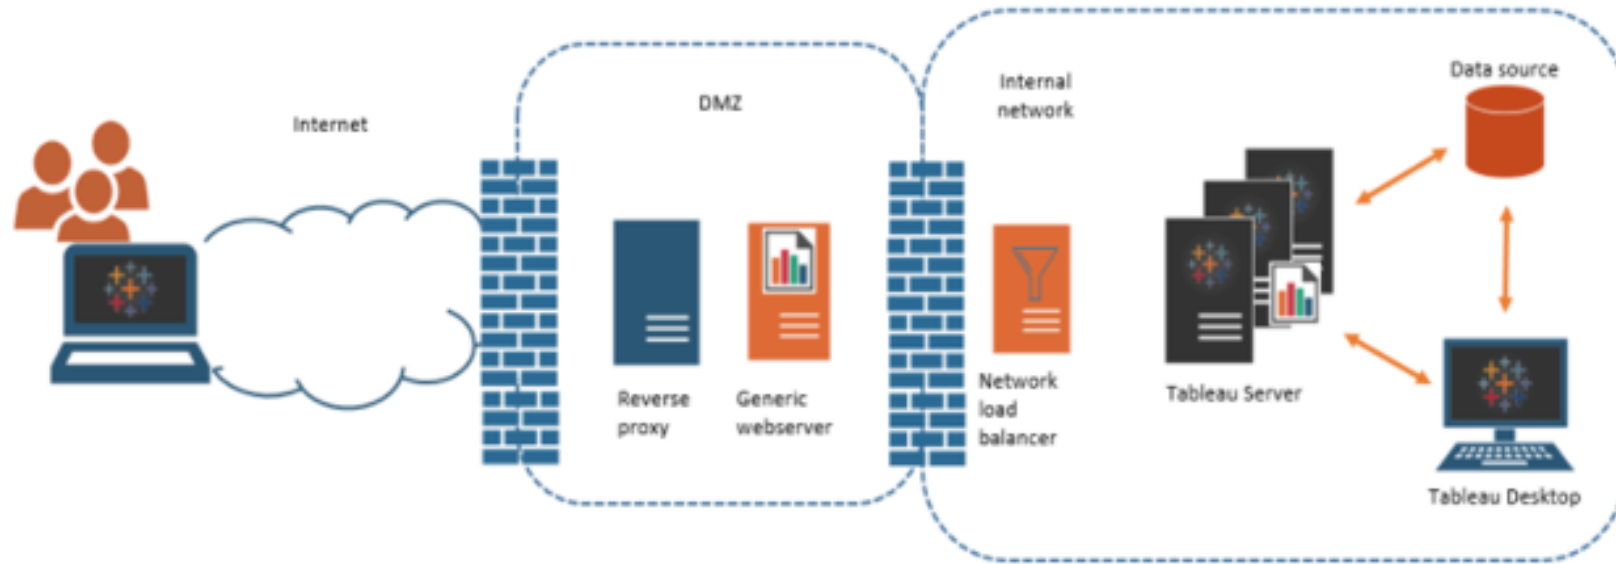 Internet
DMZ
Internal
network
Data source
Reverse
proxy
Generic
webserver
Network
load
balancer
Tableau Server
Tableau Desktop